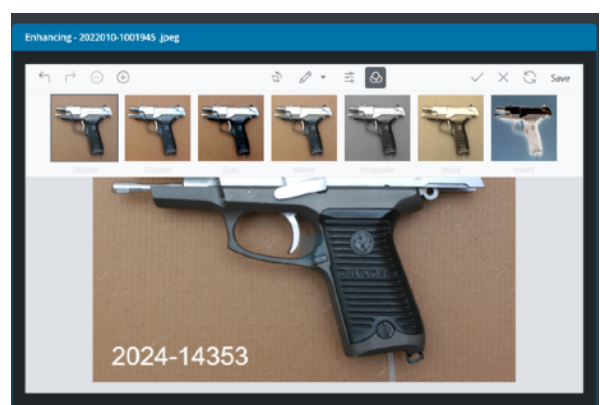 Enhancing - 2022010-1001945 .jpeg
Save
Default
Chrome
Cold
Warm
Grayscale
Sepia
Invert
RUGER
2024-14353